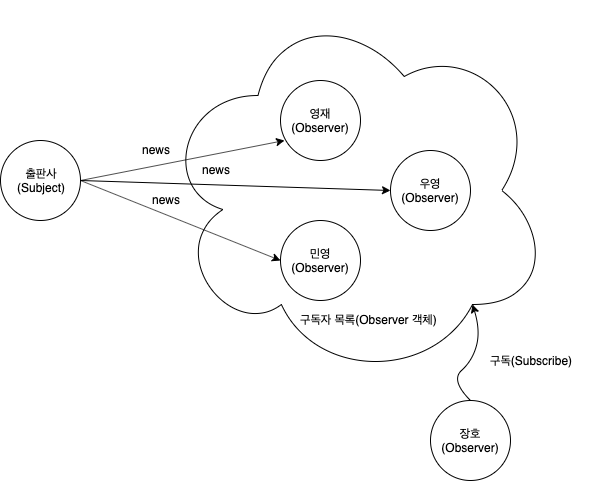 영재
(Observer)
news
출판사
(Subject)
news
우영
(Observer)
news
민영
(Observer)
구독자 목록(Observer 객체)
구독(Subscribe)
장호
(Observer)